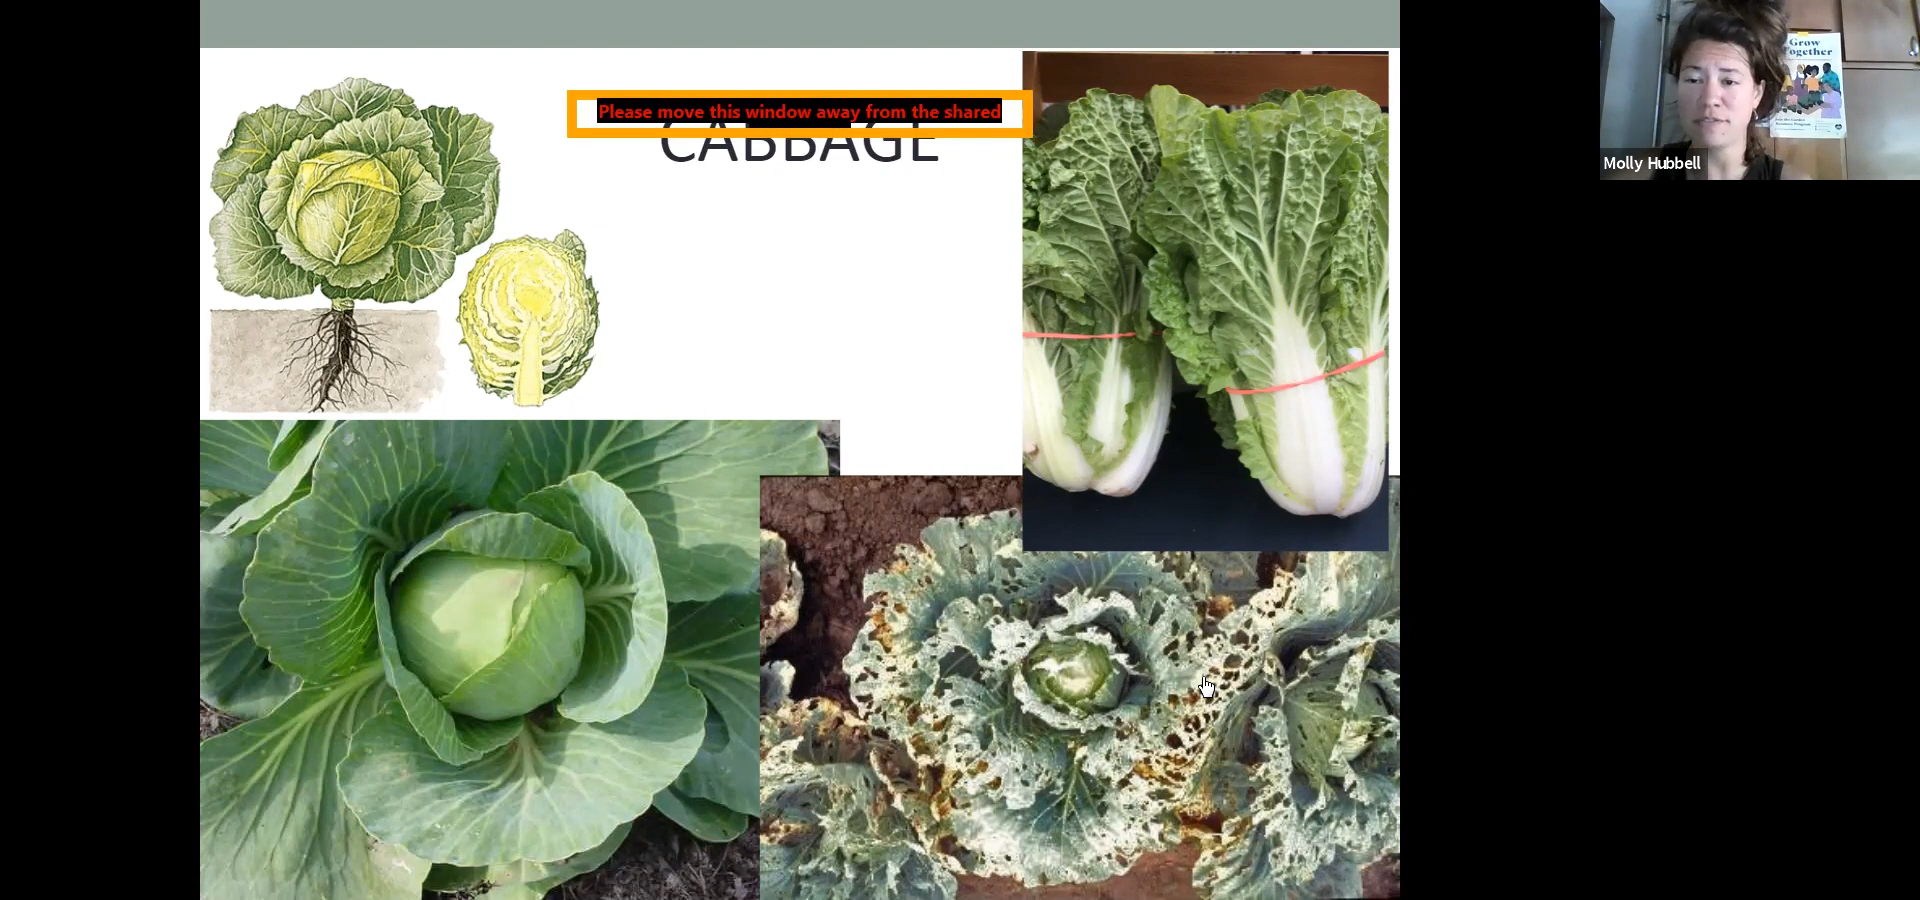 Please move this window away from the shared
CABBAGE
Grow
Together
Molly Hubbell